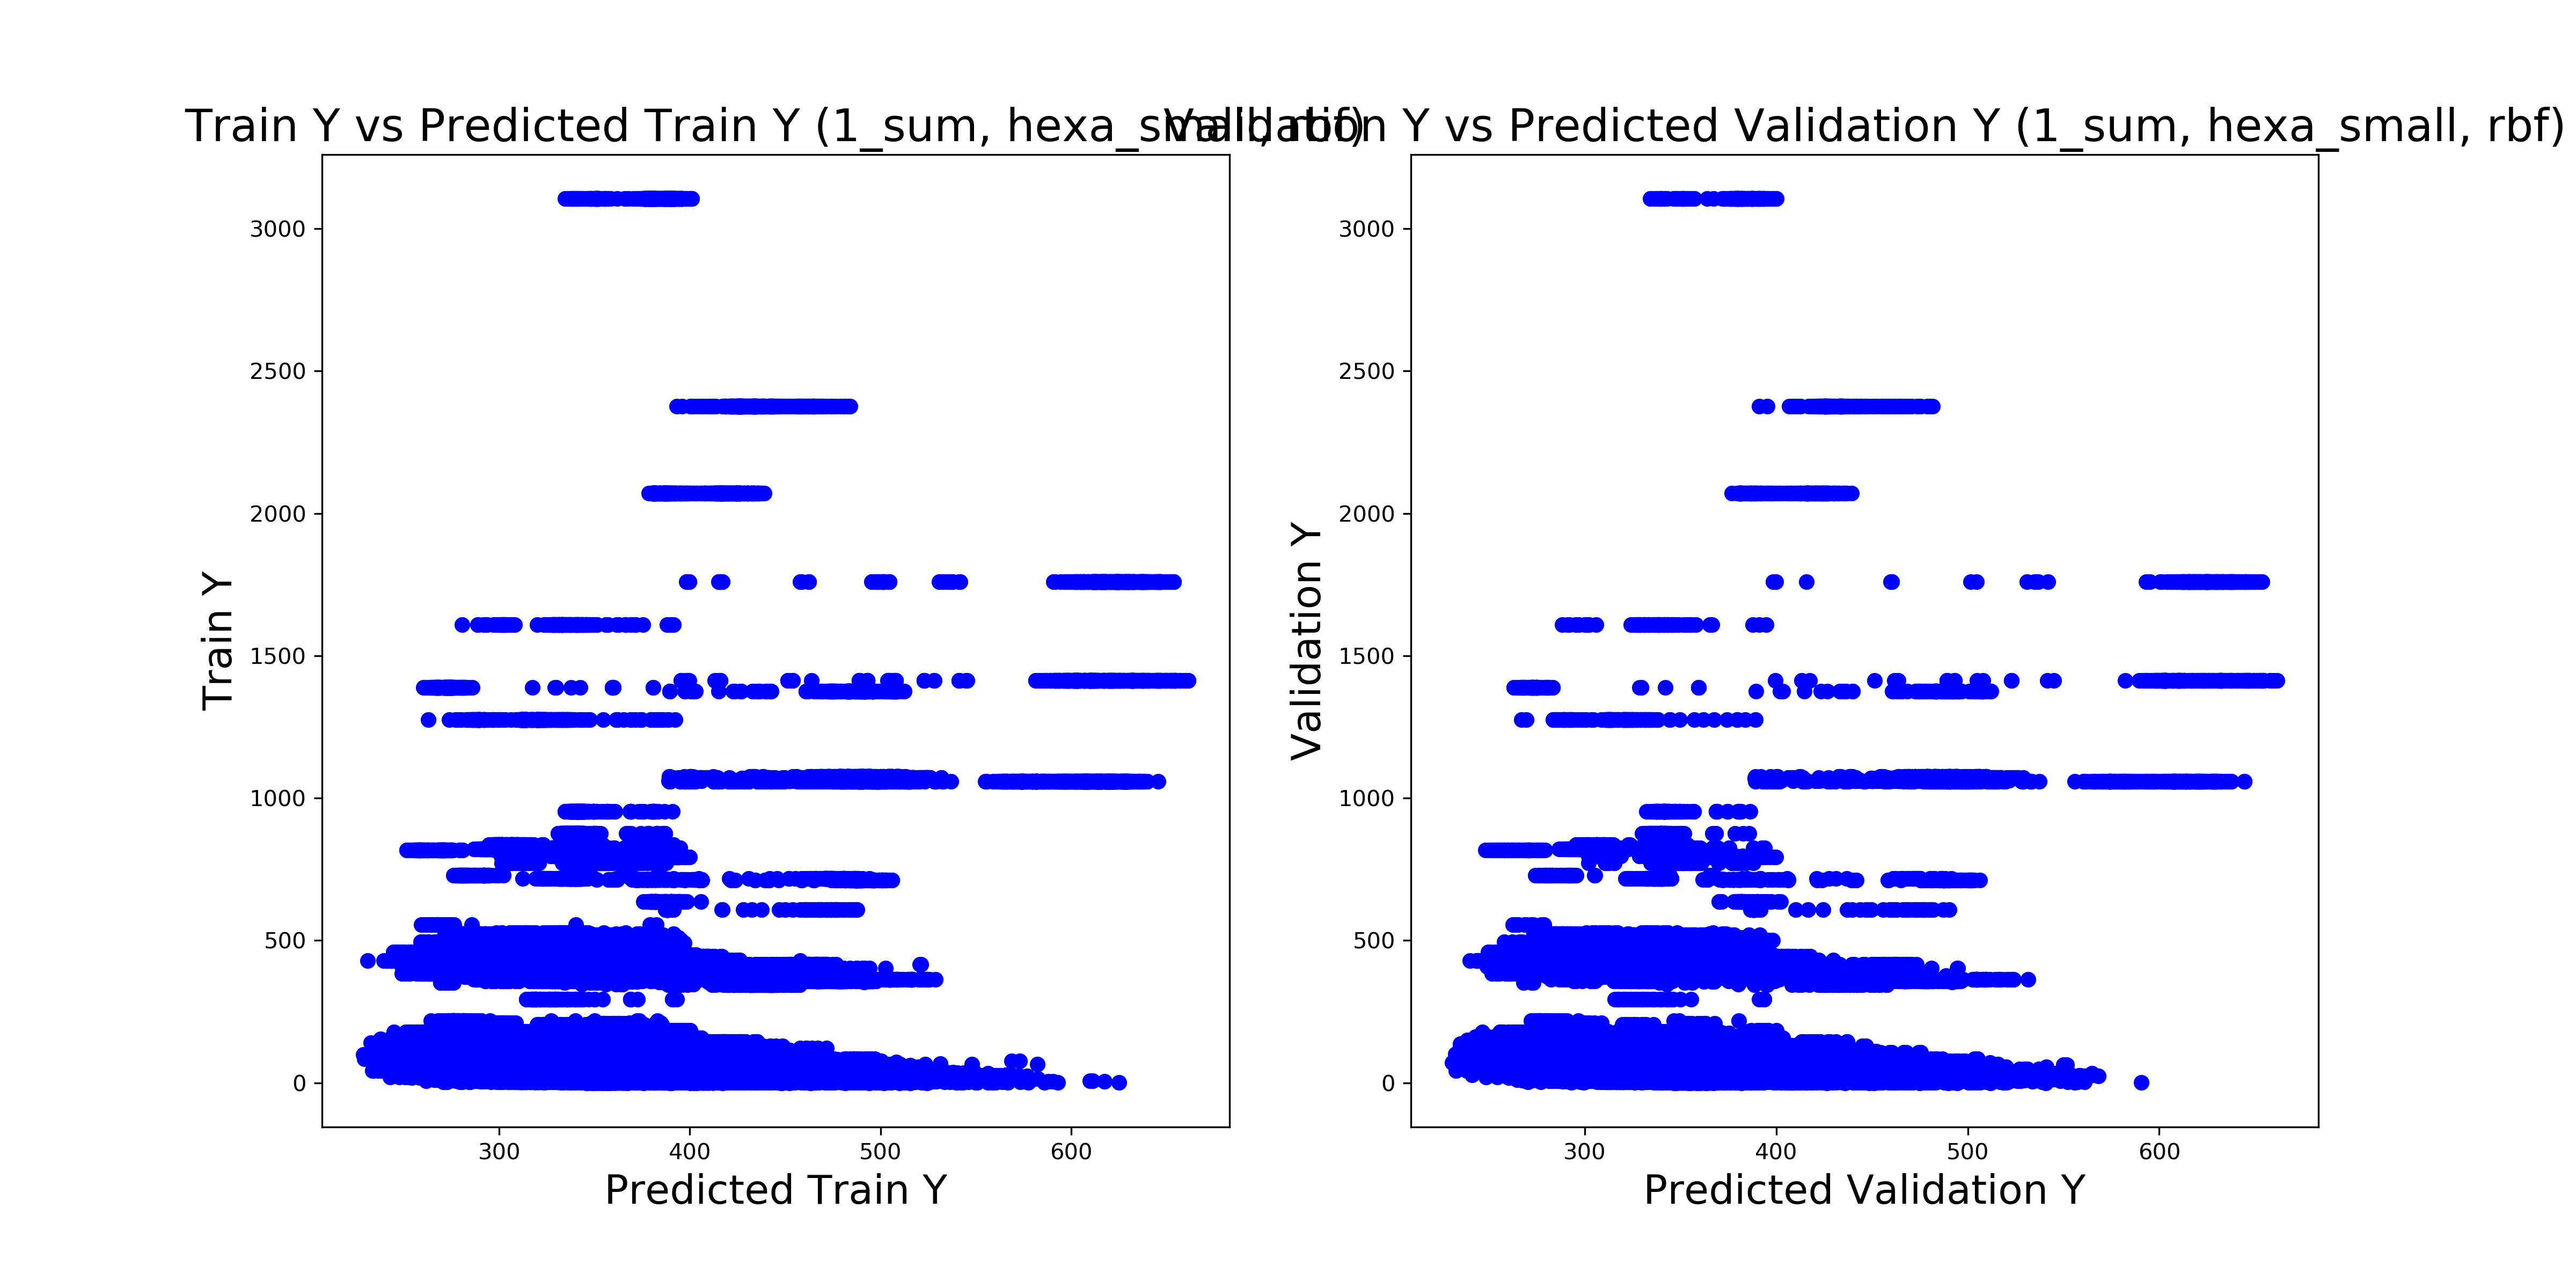 Train Y vs Predicted Train Y (1_sum, hexa_small, rbf)
Validation Y vs Predicted Validation Y (1_sum, hexa_small, rbf)
3000
2500
2000
1500
1000
500
0
Train Y
300 400 500 600
Predicted Train Y
3000
2500
2000
1500
1000
500
0
Validation Y
300 400 500 600
Predicted Validation Y